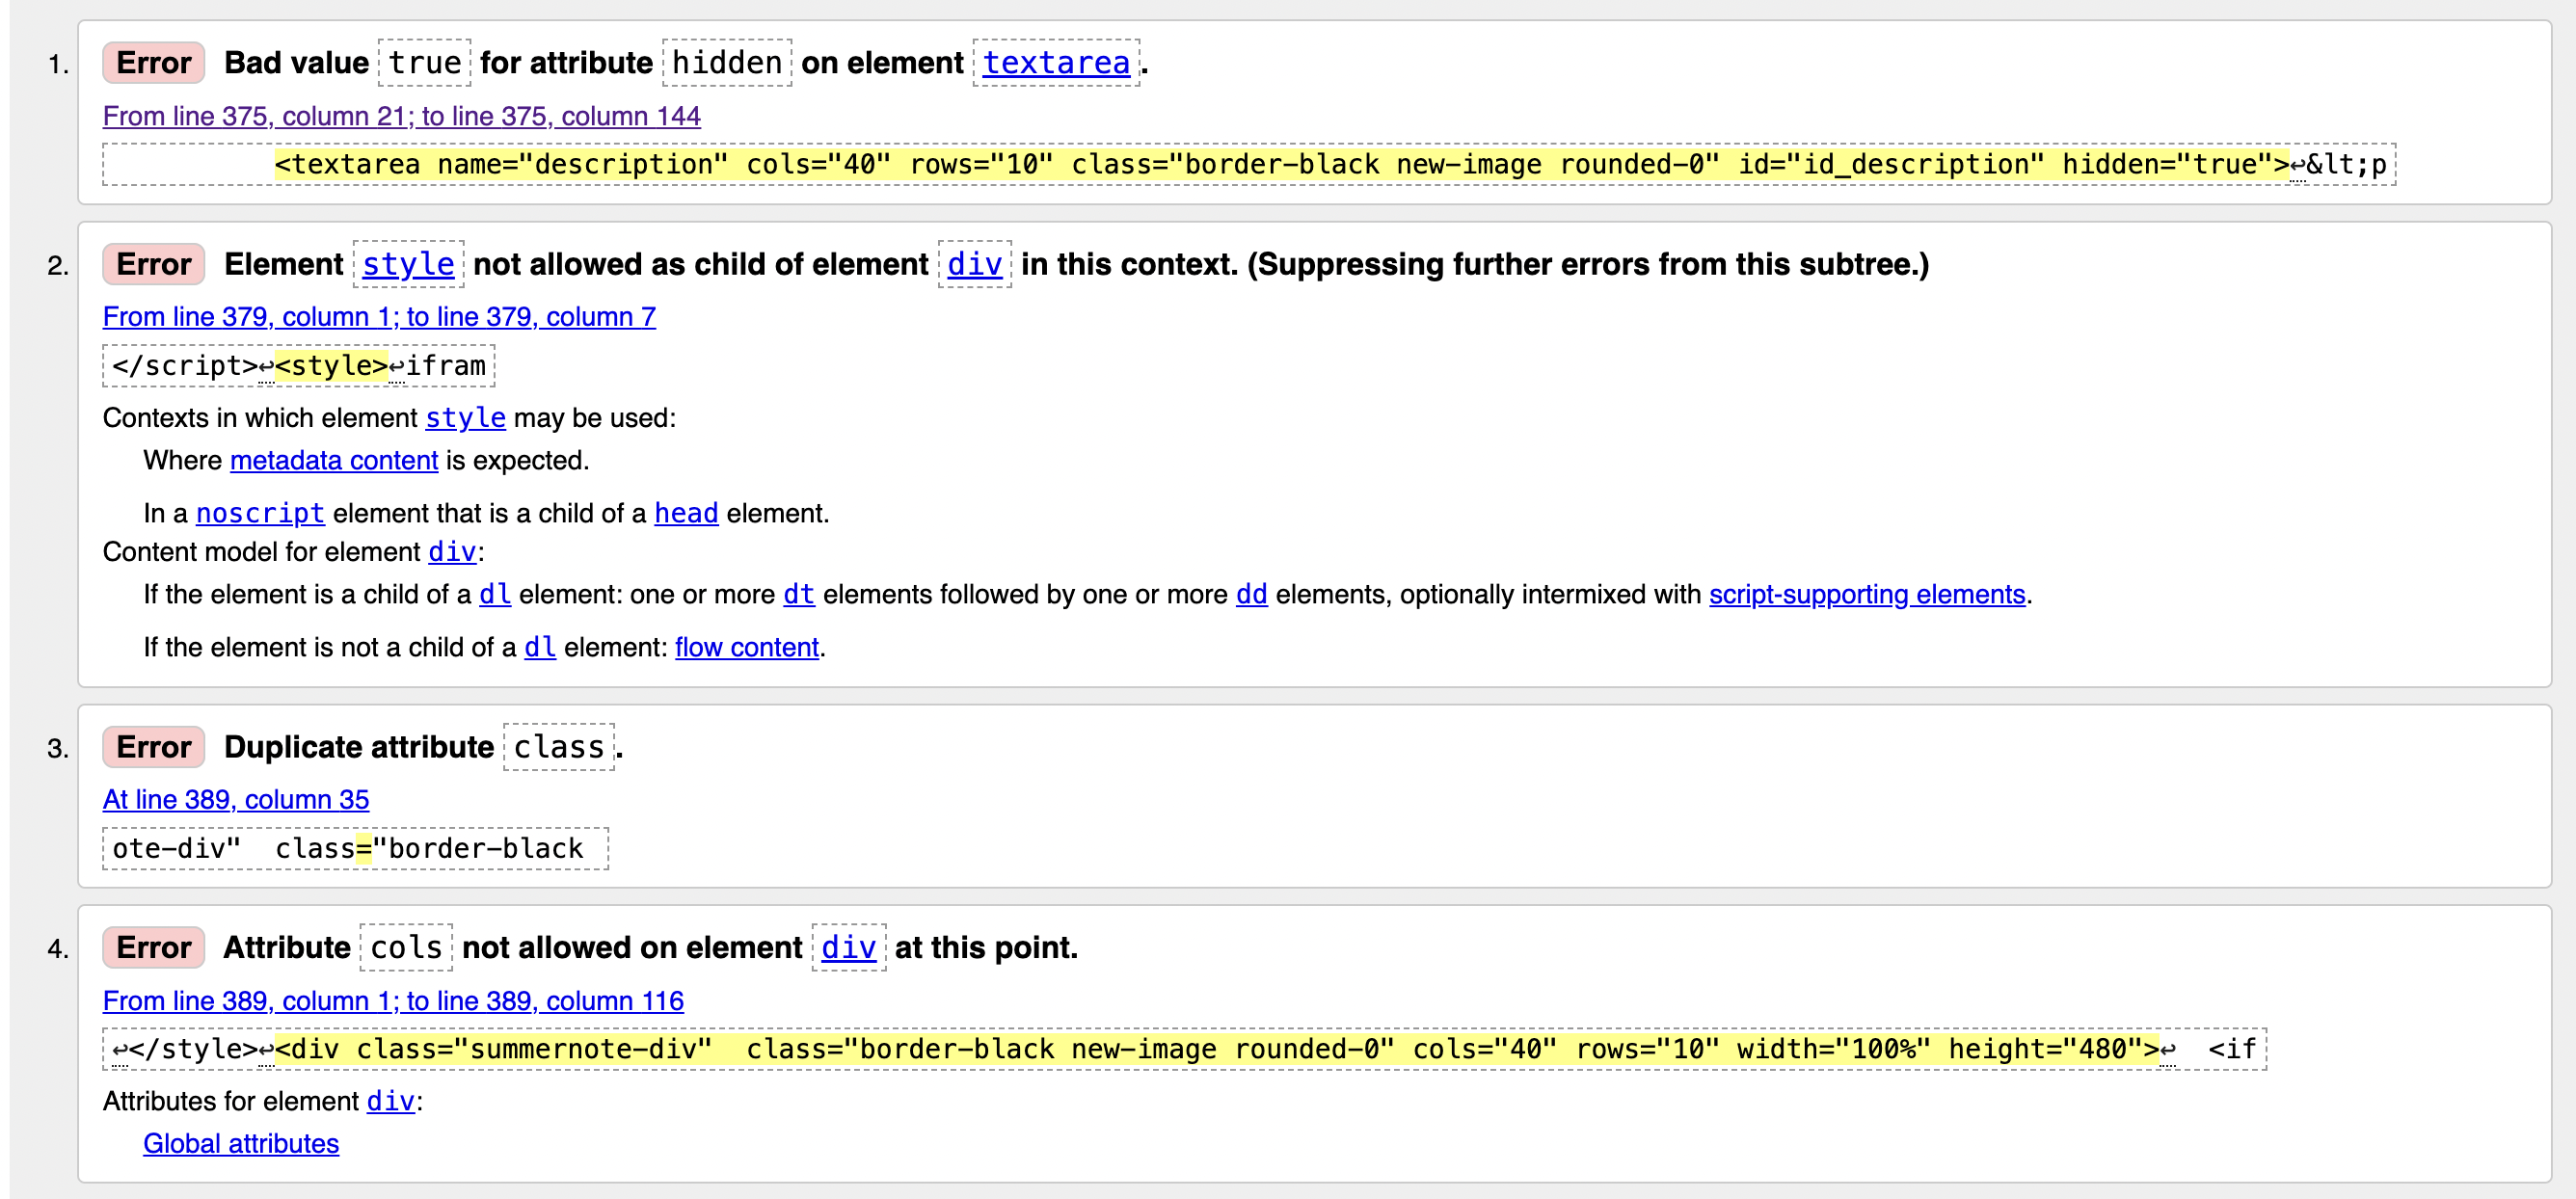 1. Error Bad value true for attribute hidden on element textarea.
From line 375, column 21; to line 375, column 144
<textarea name="description" cols="40" rows="10" class="border-black new-image rounded-0" id="id_description" hidden="true">↩&lt;p
2. Error Element style not allowed as child of element div in this context. (Suppressing further errors from this subtree.)
From line 379, column 1; to line 379, column 7
</script>↩<style>↩ifram
Contexts in which element style may be used:
Where metadata content is expected.
In a noscript element that is a child of a head element.
Content model for element div:
If the element is a child of a dl element: one or more dt elements followed by one or more dd elements, optionally intermixed with script-supporting elements.
If the element is not a child of a dl element: flow content.
3. Error Duplicate attribute class.
At line 389, column 35
ote-div"  class="border-black
4. Error Attribute cols not allowed on element div at this point.
From line 389, column 1; to line 389, column 116
↩</style>↩<div class="summernote-div"  class="border-black new-image rounded-0" cols="40" rows="10" width="100%" height="480">↩  <if
Attributes for element div:
Global attributes